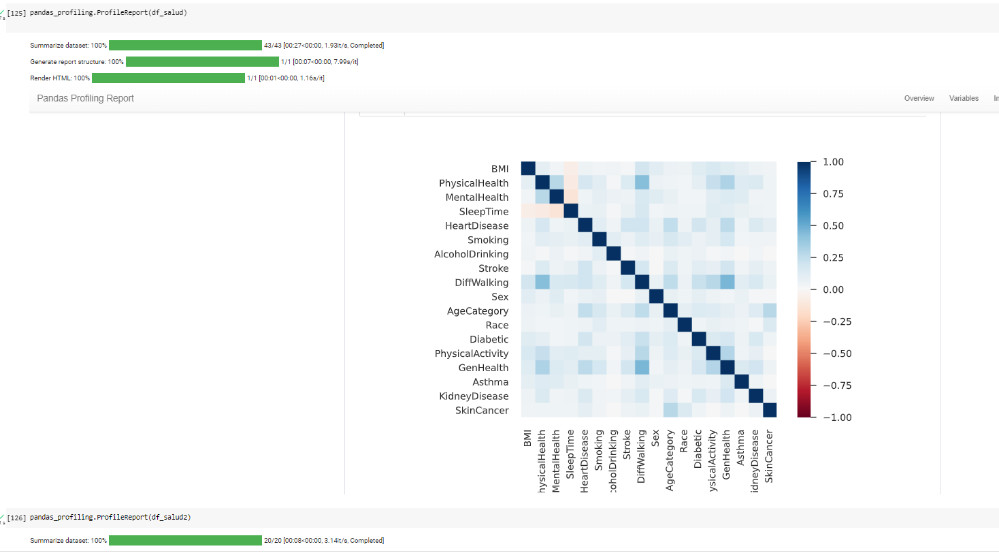 [125] pandas_profiling.ProfileReport(df_salud)
Summarize dataset: 100% 43/43 [00:27<00:00, 1.93it/s, Completed]
Generate report structure: 100% 1/1 [00:07<00:00, 7.99s/it]
Render HTML: 100% 1/1 [00:01<00:00, 1.16s/it]
Pandas Profiling Report Overview Variables In
BMI
PhysicalHealth
MentalHealth
SleepTime
HeartDisease
Smoking
AlcoholDrinking
Stroke
DiffWalking
Sex
AgeCategory
Race
Diabetic
PhysicalActivity
GenHealth
Asthma
KidneyDisease
SkinCancer
1.00
0.75
0.50
0.25
0.00
−0.25
−0.50
−0.75
−1.00
BMI
hysicalHealth
MentalHealth
SleepTime
HeartDisease
Smoking
coholDrinking
Stroke
DiffWalking
Sex
AgeCategory
Race
Diabetic
ysicalActivity
GenHealth
Asthma
idneyDisease
SkinCancer
[126] pandas_profiling.ProfileReport(df_salud2)
Summarize dataset: 100% 20/20 [00:08<00:00, 3.14it/s, Completed]